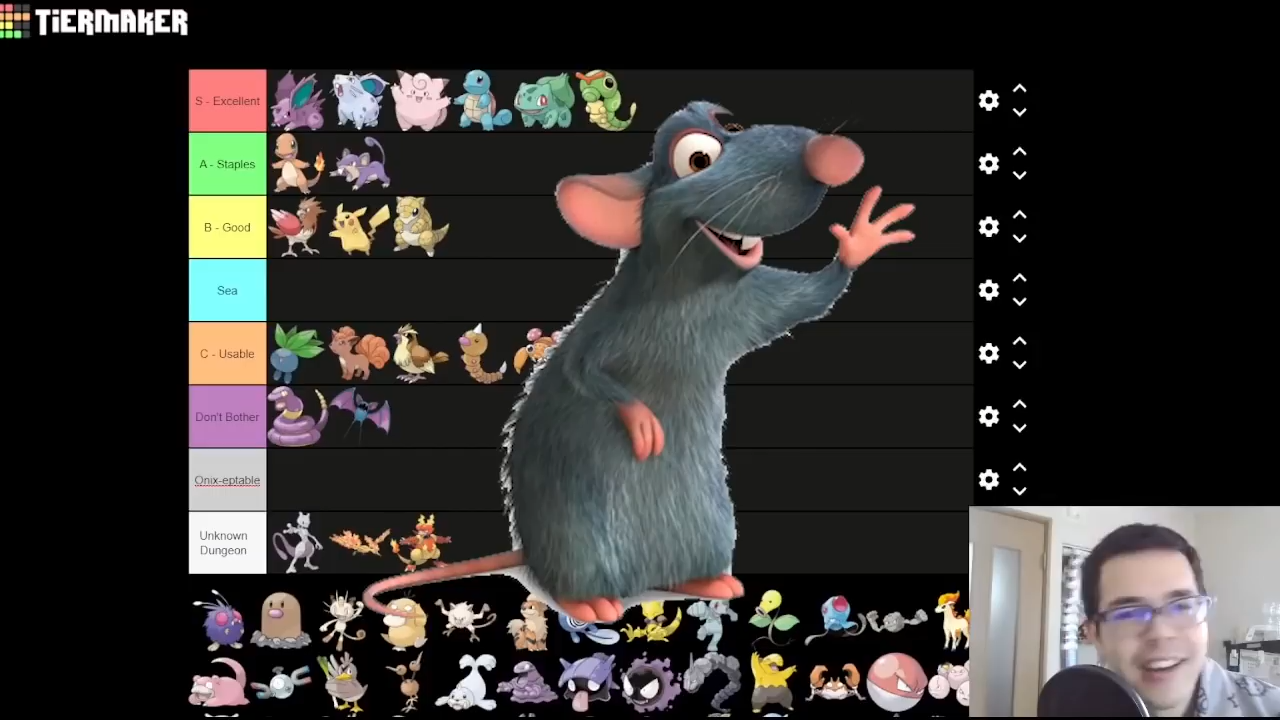 TIERMAKER
S - Excellent
A - Staples
B - Good
Sea
C - Usable
Don't Bother
Onix-eptable
Unknown
Dungeon